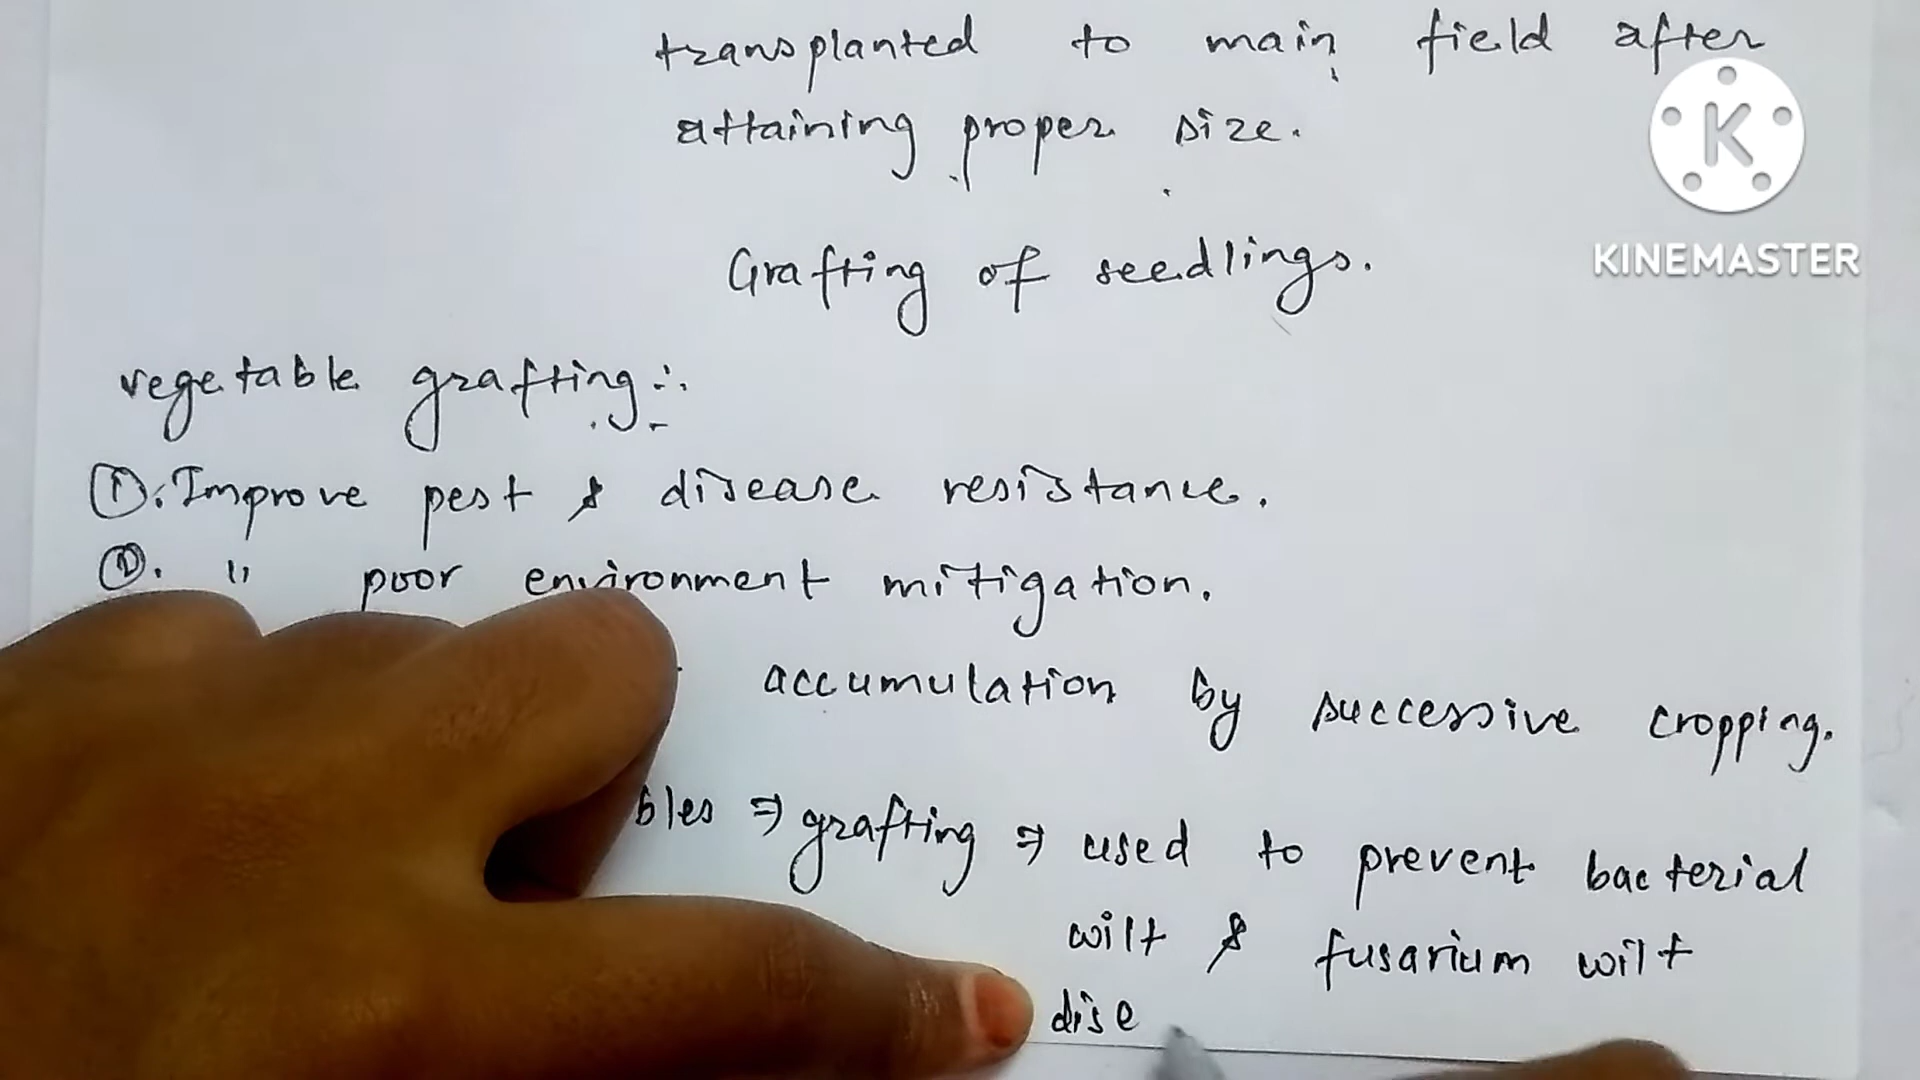 transplanted to main field after
attaining proper size.
K
KINEMASTER
Grafting of seedlings.
vegetable grafting:-
①. Improve pest & disease resistance.
②. " poor environment mitigation.
accumulation by successive cropping.
bles ⇒ grafting ⇒ used to prevent bacterial
wilt & fusarium wilt
dise